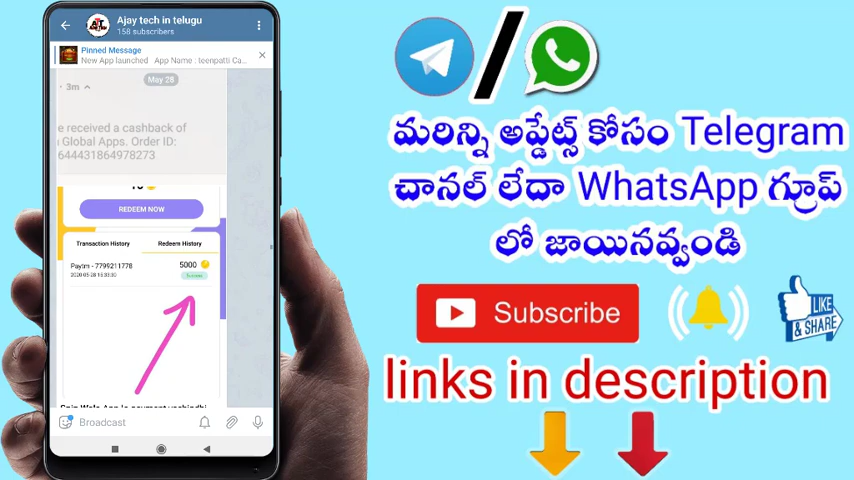 Ajay tech in telugu
158 subscribers
Pinned Message
New App launched App Name : teenpatti Ca...
May 28
3m
e received a cashback of
Global Apps. Order ID:
644431864978273
REDEEM NOW
Transaction History Redeem History
Paytm - 7799211778 5000
Success
Broadcast
మరిన్ని అప్డేట్స్ కోసం Telegram
చానల్ లేదా WhatsApp గ్రూప్
లో జాయినవ్వండి
Subscribe
LIKE
& SHARE
links in description